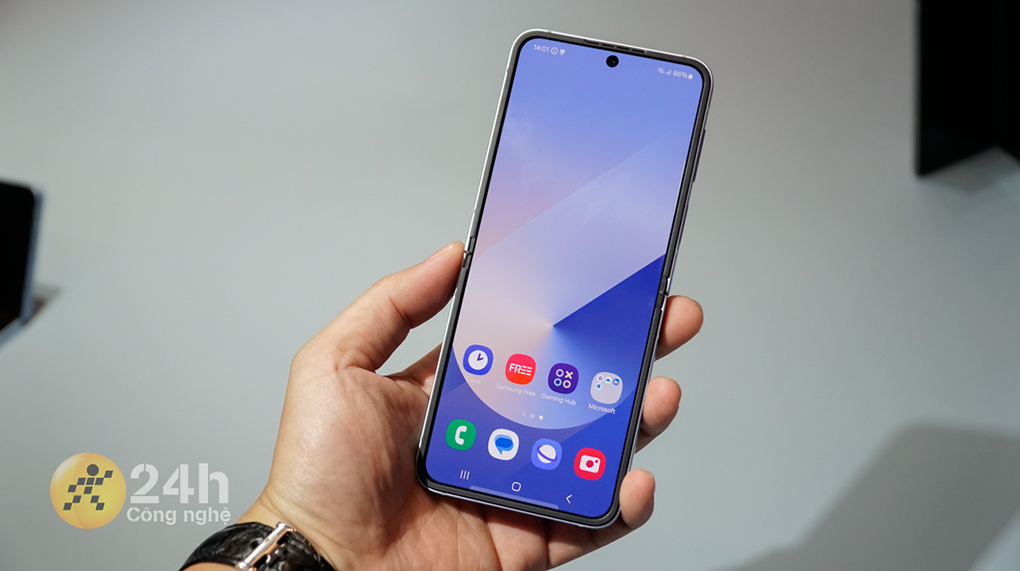 14:01
86%
FREE
Samsung Free
Gaming Hub
Microsoft
24h
Công nghệ